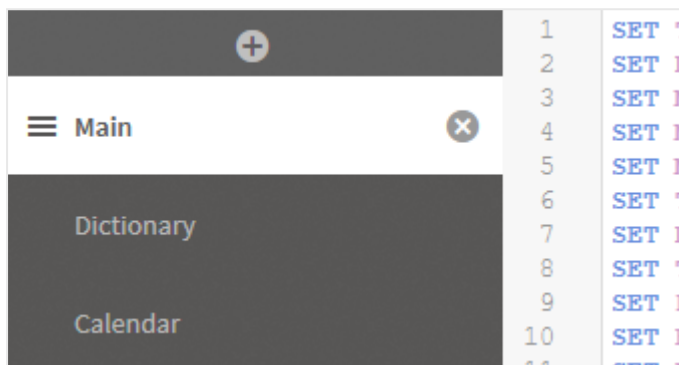 Main
Dictionary
Calendar
1 SET
2 SET
3 SET
4 SET
5 SET
6 SET
7 SET
8 SET
9 SET
10 SET